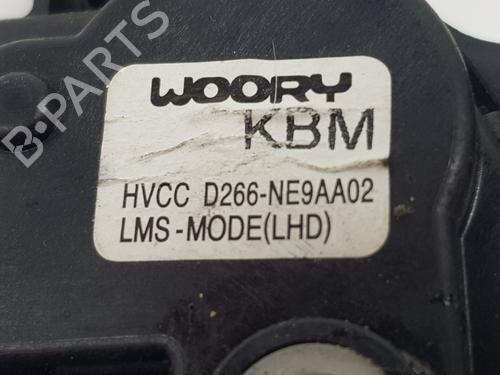 B-PARTS
WOORY
KBM
HVCC D266-NE9AA02
LMS-MODE(LHD)